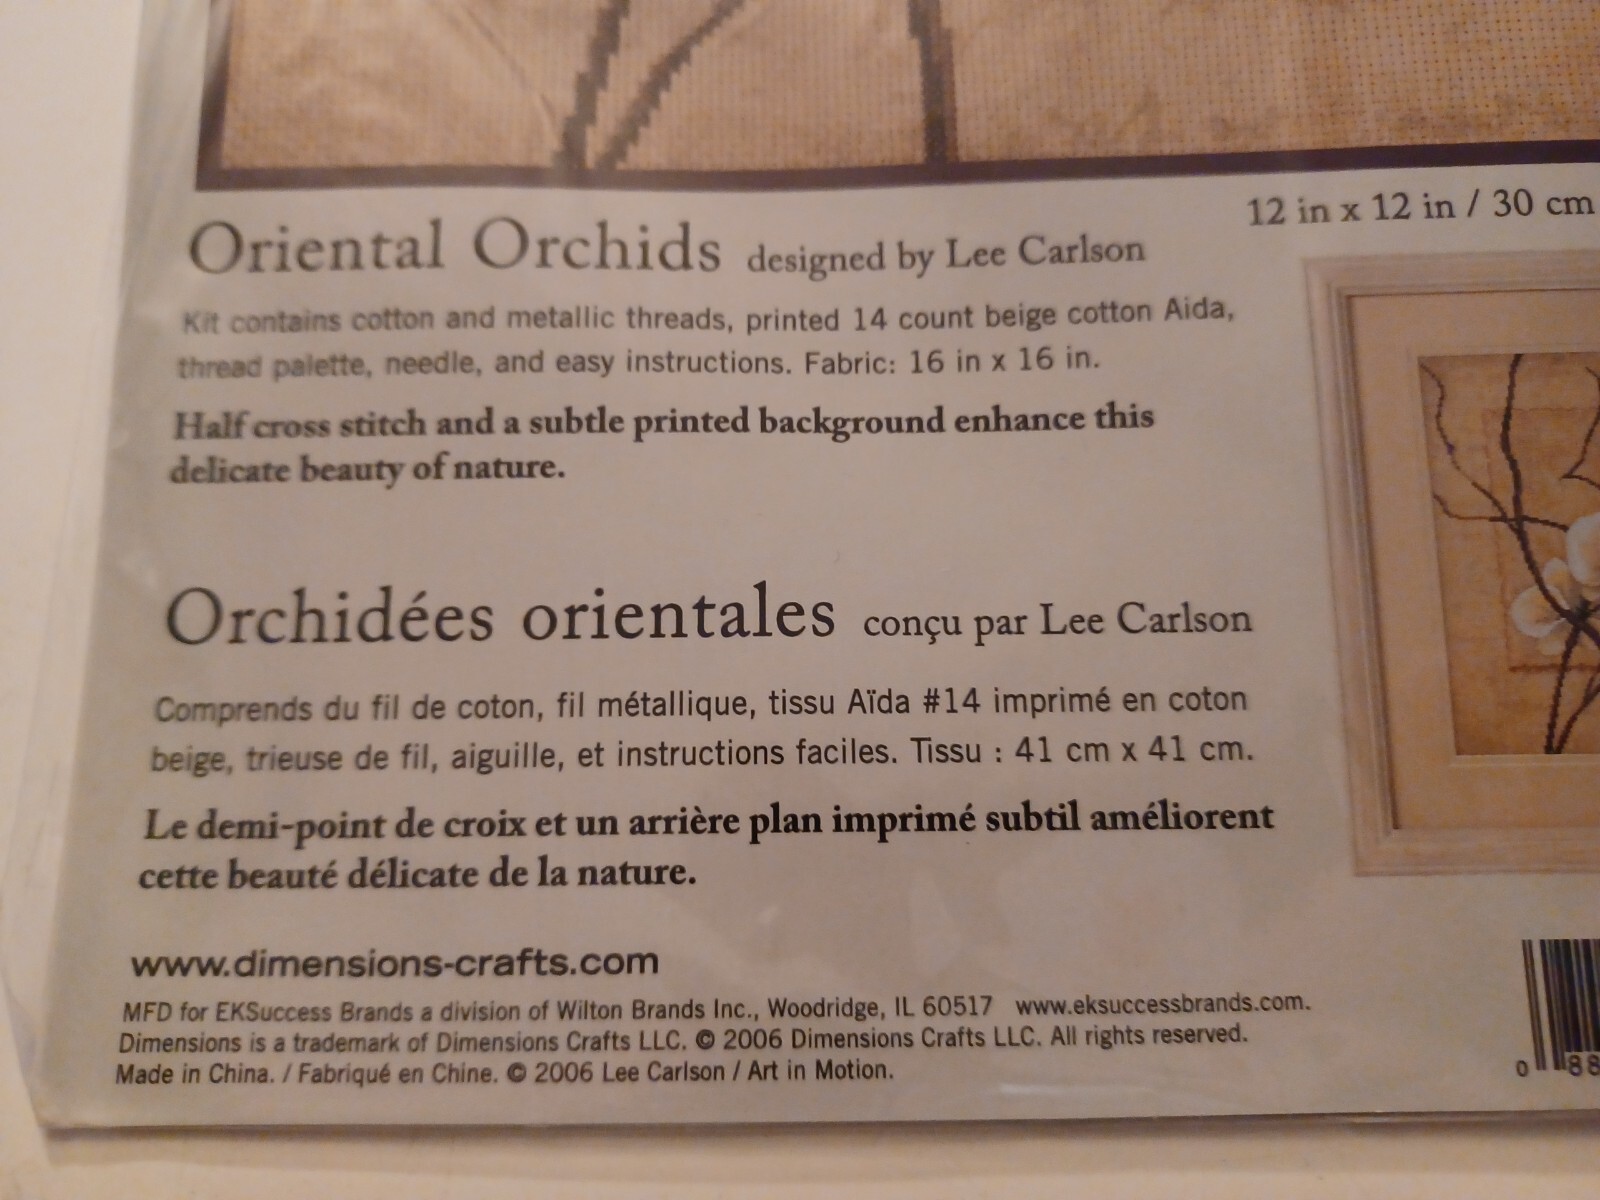 12 in x 12 in / 30 cm
Oriental Orchids designed by Lee Carlson
Kit contains cotton and metallic threads, printed 14 count beige cotton Aida,
thread palette, needle, and easy instructions. Fabric: 16 in x 16 in.
Half cross stitch and a subtle printed background enhance this
delicate beauty of nature.
Orchidées orientales conçu par Lee Carlson
Comprends du fil de coton, fil métallique, tissu Aïda #14 imprimé en coton
beige, trieuse de fil, aiguille, et instructions faciles. Tissu : 41 cm x 41 cm.
Le demi-point de croix et un arrière plan imprimé subtil améliorent
cette beauté délicate de la nature.
www.dimensions-crafts.com
MFD for EKSuccess Brands a division of Wilton Brands Inc., Woodridge, IL 60517 www.eksuccessbrands.com.
Dimensions is a trademark of Dimensions Crafts LLC. © 2006 Dimensions Crafts LLC. All rights reserved.
Made in China. / Fabriqué en Chine. © 2006 Lee Carlson / Art in Motion.
0 88